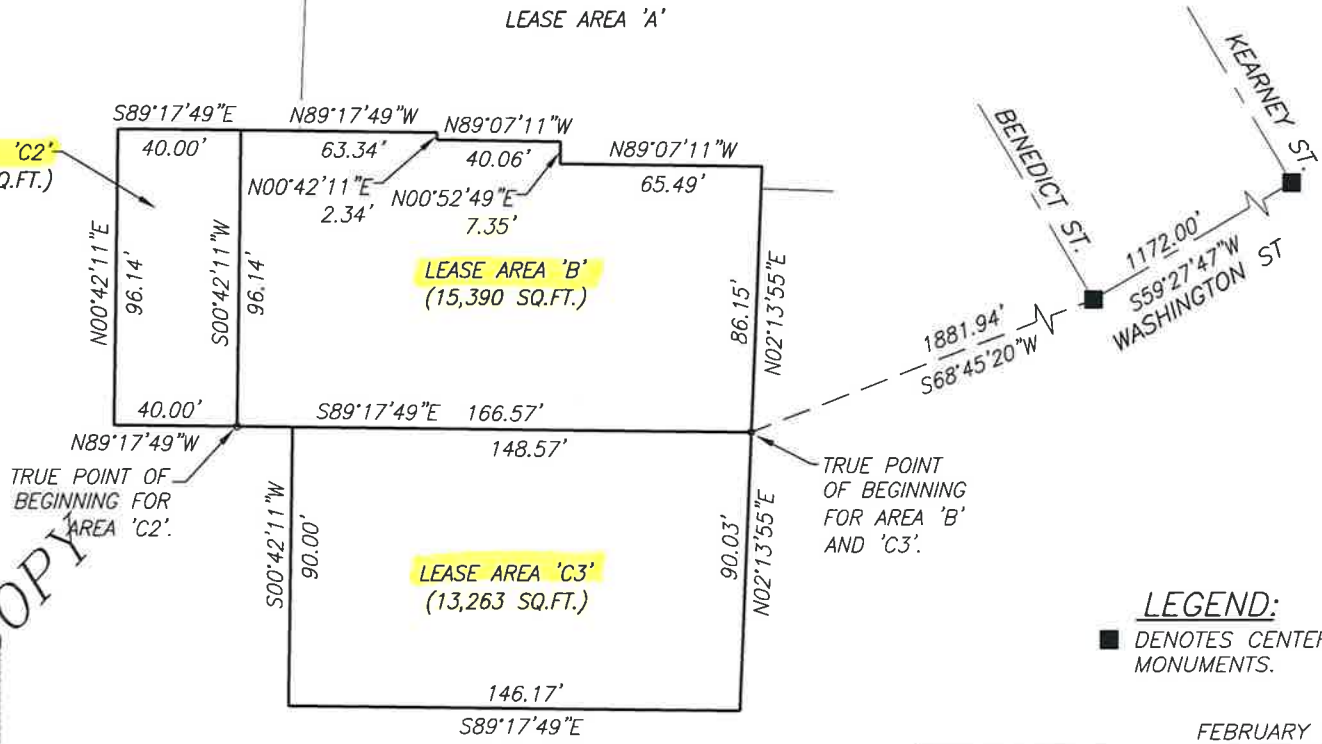 LEASE AREA 'A'
KEARNEY ST.
BENEDICT ST.
S89°17'49"E
40.00'
N89°17'49"W
63.34'
N89°07'11"W
40.06'
N89°07'11"W
65.49'
'C2'
Q.FT.)
N00°42'11"E
2.34'
N00°52'49"E
7.35'
N00°42'11"E
96.14'
S00°42'11"W
96.14'
LEASE AREA 'B'
(15,390 SQ.FT.)
86.15'
N02°13'55"E
1172.00'
S59°27'47"W
WASHINGTON ST
1881.94'
S68°45'20"W
40.00'
N89°17'49"W
S89°17'49"E 166.57'
148.57'
TRUE POINT OF
BEGINNING FOR
AREA 'C2'.
TRUE POINT
OF BEGINNING
FOR AREA 'B'
AND 'C3'.
OPY
S00°42'11"W
90.00'
LEASE AREA 'C3'
(13,263 SQ.FT.)
90.03'
N02°13'55"E
146.17'
S89°17'49"E
LEGEND:
DENOTES CENTER
MONUMENTS.
FEBRUARY